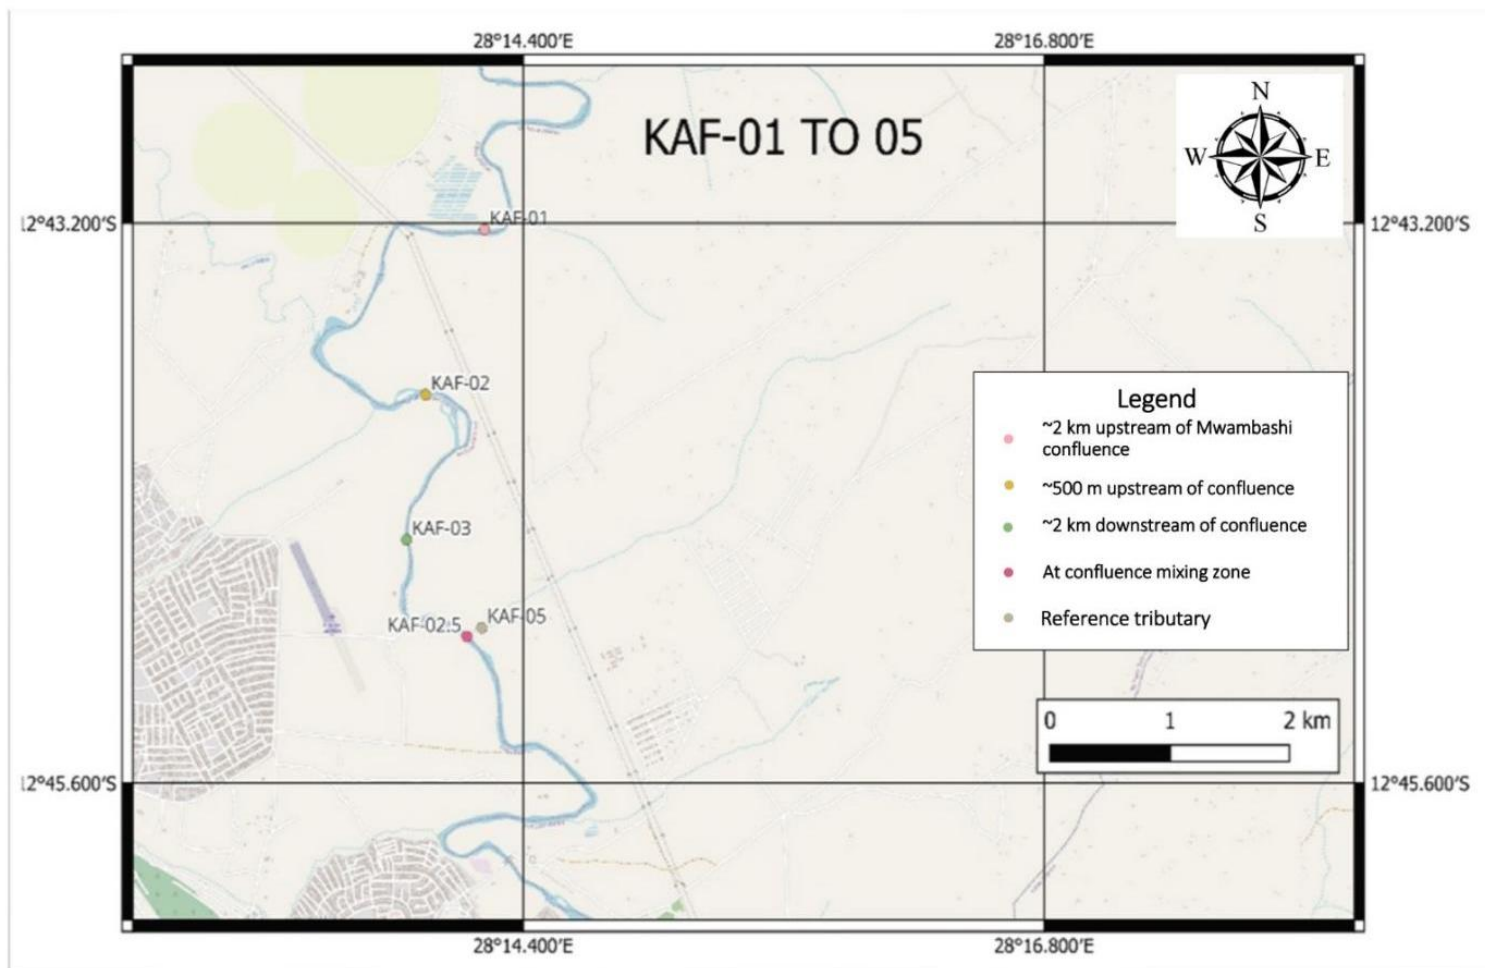 28°14.400'E 28°16.800'E
KAF-01 TO 05
N
W E
S
12°43.200'S 12°43.200'S
KAF-01
KAF-02
KAF-03
KAF-02.5 KAF-05
Legend
~2 km upstream of Mwambashi
confluence
~500 m upstream of confluence
~2 km downstream of confluence
At confluence mixing zone
Reference tributary
0 1 2 km
12°45.600'S 12°45.600'S
28°14.400'E 28°16.800'E